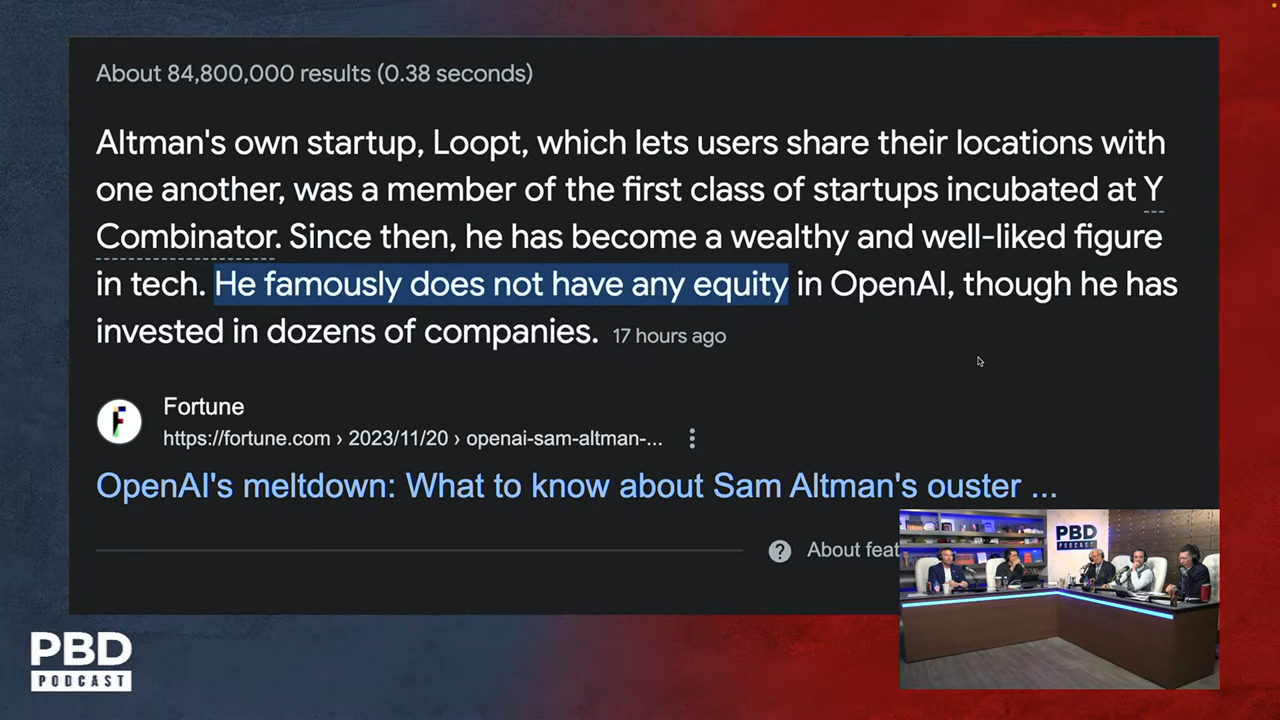 About 84,800,000 results (0.38 seconds)
Altman's own startup, Loopt, which lets users share their locations with
one another, was a member of the first class of startups incubated at Y
Combinator. Since then, he has become a wealthy and well-liked figure
in tech. He famously does not have any equity in OpenAI, though he has
invested in dozens of companies. 17 hours ago
Fortune
https://fortune.com › 2023/11/20 › openai-sam-altman-...
OpenAI's meltdown: What to know about Sam Altman's ouster ...
About feat
PBD
PODCAST
PBD
PODCAST